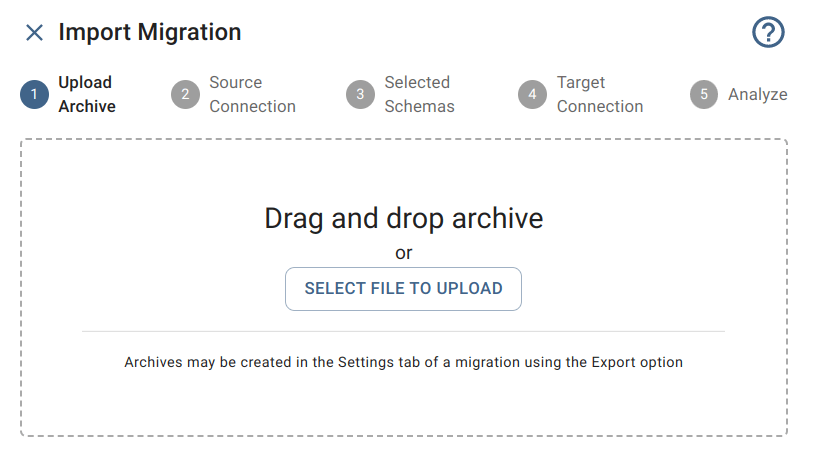 Import Migration
?
1 Upload Archive
2 Source Connection
3 Selected Schemas
4 Target Connection
5 Analyze
Drag and drop archive
or
SELECT FILE TO UPLOAD
Archives may be created in the Settings tab of a migration using the Export option